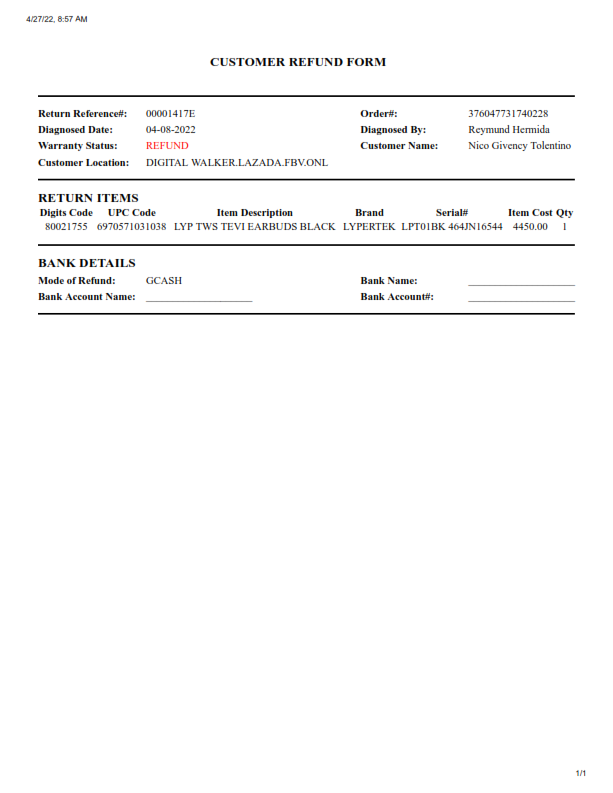 4/27/22, 8:57 AM
CUSTOMER REFUND FORM
Return Reference#: 00001417E Order#: 376047731740228
Diagnosed Date: 04-08-2022 Diagnosed By: Reymund Hermida
Warranty Status: REFUND Customer Name: Nico Givency Tolentino
Customer Location: DIGITAL WALKER.LAZADA.FBV.ONL
RETURN ITEMS
Digits Code UPC Code Item Description Brand Serial# Item Cost Qty
80021755 6970571031038 LYP TWS TEVI EARBUDS BLACK LYPERTEK LPT01BK 464JN16544 4450.00 1
BANK DETAILS
Mode of Refund: GCASH Bank Name: ____________________
Bank Account Name: ____________________ Bank Account#: ____________________
1/1